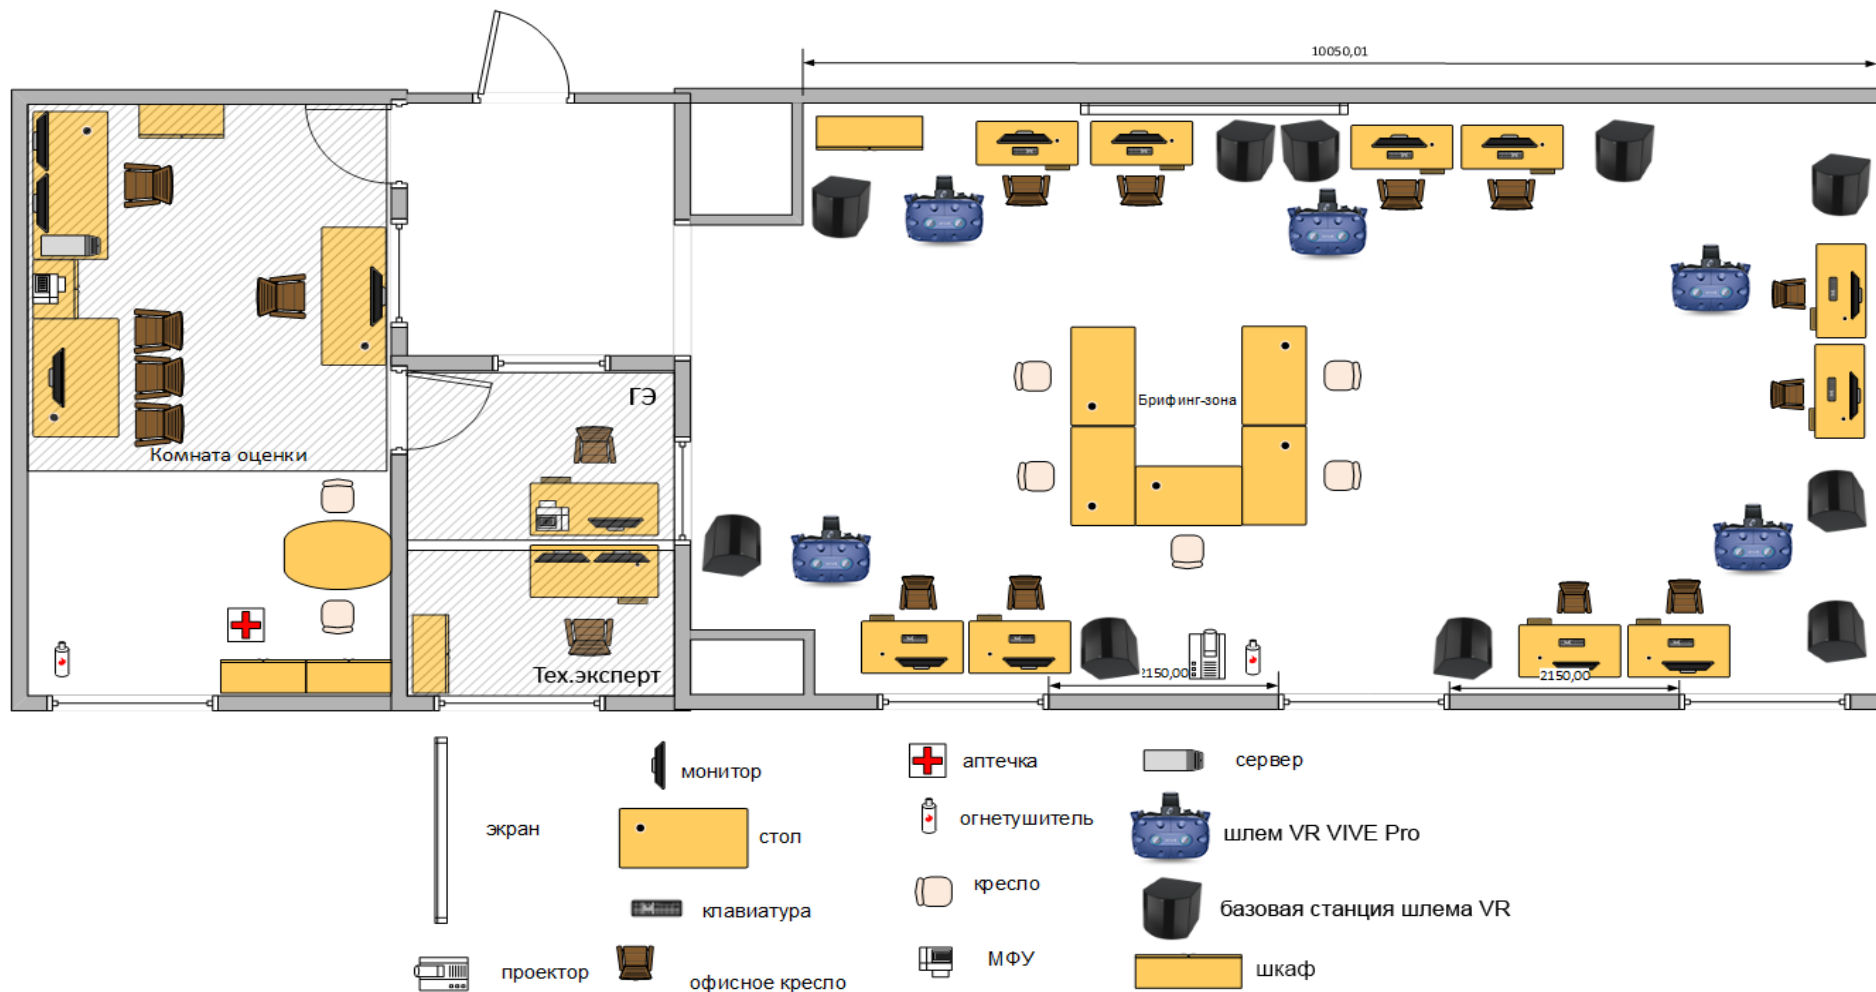 10050,01
ГЭ
Брифинг-зона
Комната оценки
Тех.эксперт
2150,00
2150,00
монитор
аптечка
сервер
экран
стол
огнетушитель
шлем VR VIVE Pro
клавиатура
кресло
базовая станция шлема VR
проектор
офисное кресло
МФУ
шкаф